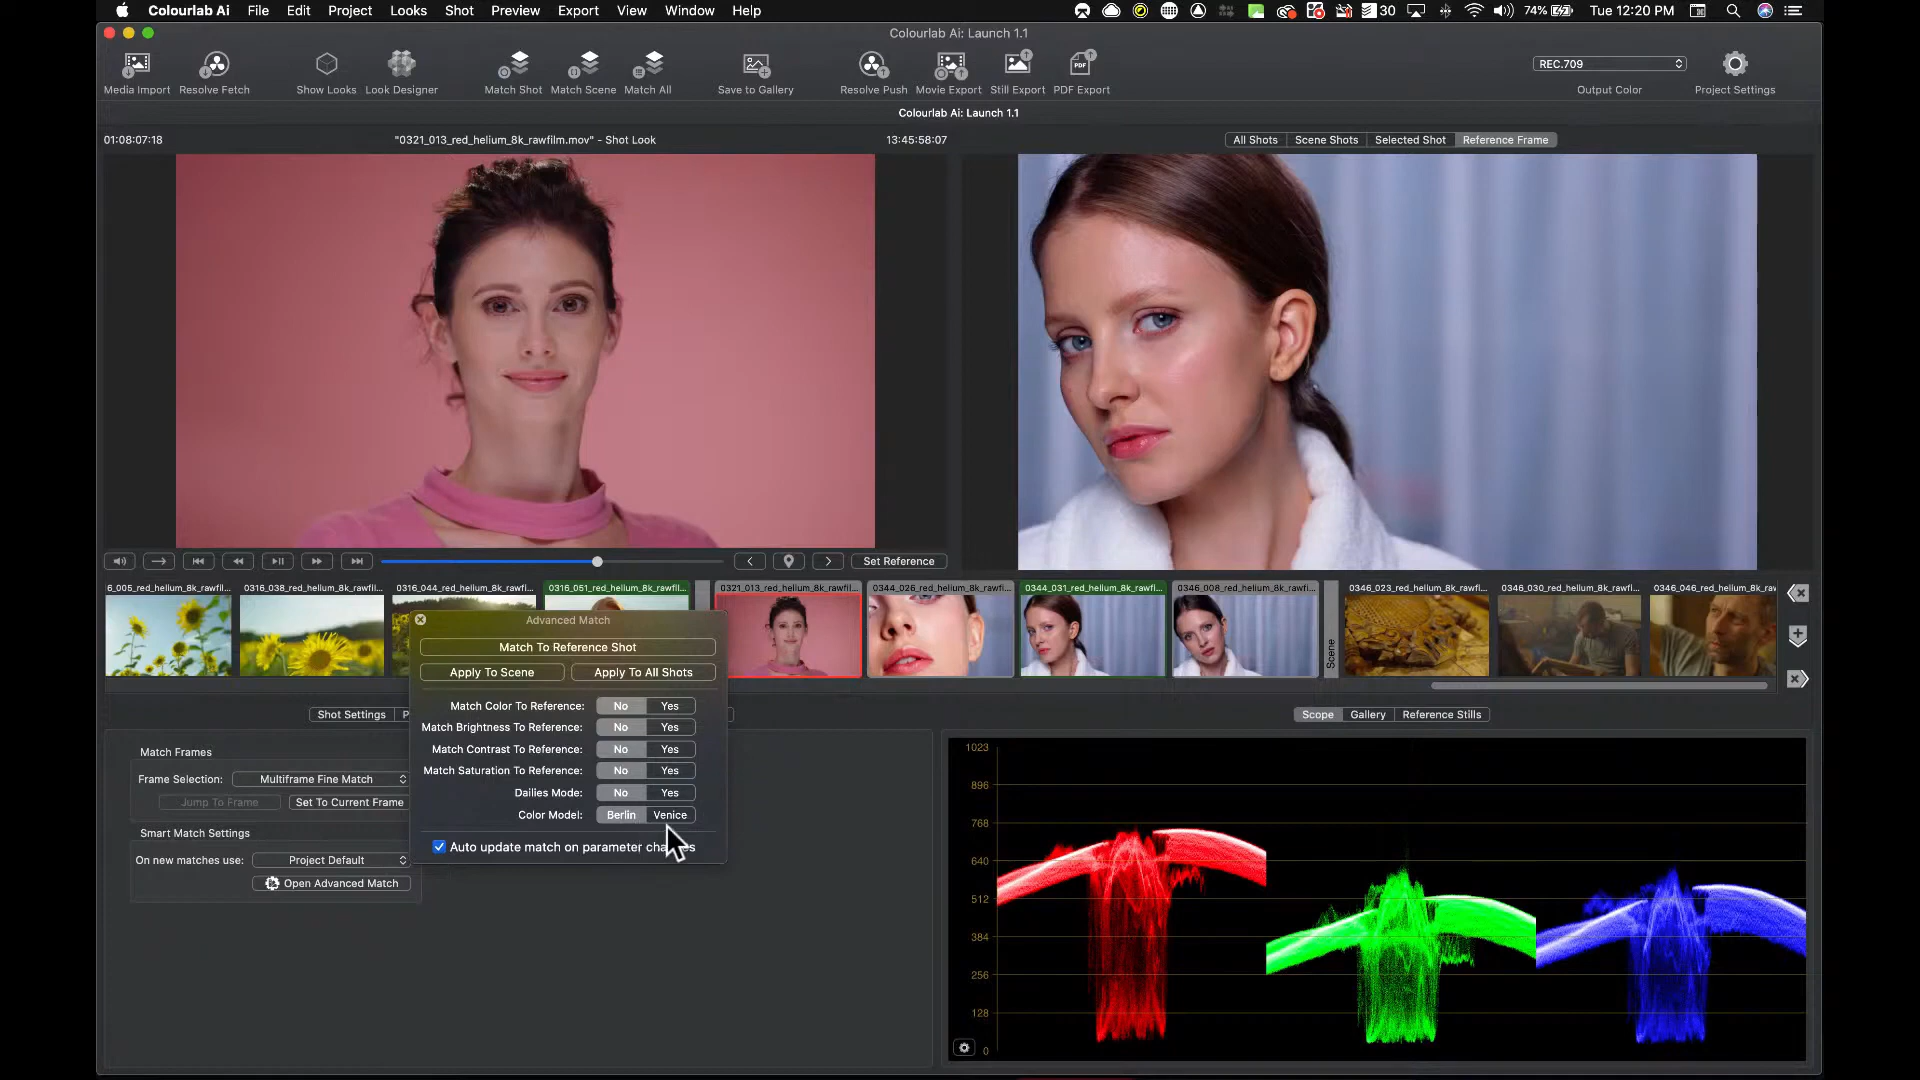 Colourlab Ai File Edit Project Looks Shot Preview Export View Window Help 30 74% Tue 12:20 PM
Colourlab Ai: Launch 1.1
Media Import Resolve Fetch Show Looks Look Designer Match Shot Match Scene Match All Save to Gallery Resolve Push Movie Export Still Export PDF Export Output Color Project Settings
PDF
REC.709
Colourlab Ai: Launch 1.1
01:08:07:18 "0321_013_red_helium_8k_rawfilm.mov" - Shot Look 13:45:58:07 All Shots Scene Shots Selected Shot Reference Frame
Set Reference
6_005_red_helium_8k_rawfil... 0316_038_red_helium_8k_rawfil... 0316_044_red_helium_8k_rawfil... 0316_051_red_helium_8k_rawfil... 0321_013_red_helium_8k_rawfil... 0344_026_red_helium_8k_rawfil... 0344_031_red_helium_8k_rawfil... 0346_008_red_helium_8k_rawfil... 0346_023_red_helium_8k_rawfil... 0346_030_red_helium_8k_rawfil... 0346_046_red_helium_8k_rawfil...
Scene
Advanced Match
Match To Reference Shot
Apply To Scene Apply To All Shots
Match Color To Reference: No Yes
Match Brightness To Reference: No Yes
Match Contrast To Reference: No Yes
Match Saturation To Reference: No Yes
Dailies Mode: No Yes
Color Model: Berlin Venice
Auto update match on parameter
Shot Settings
Match Frames
Frame Selection: Multiframe Fine Match
Jump To Frame Set To Current Frame
Smart Match Settings
On new matches use: Project Default
Open Advanced Match
Scope Gallery Reference Stills
1023
896
768
640
512
384
256
128
0